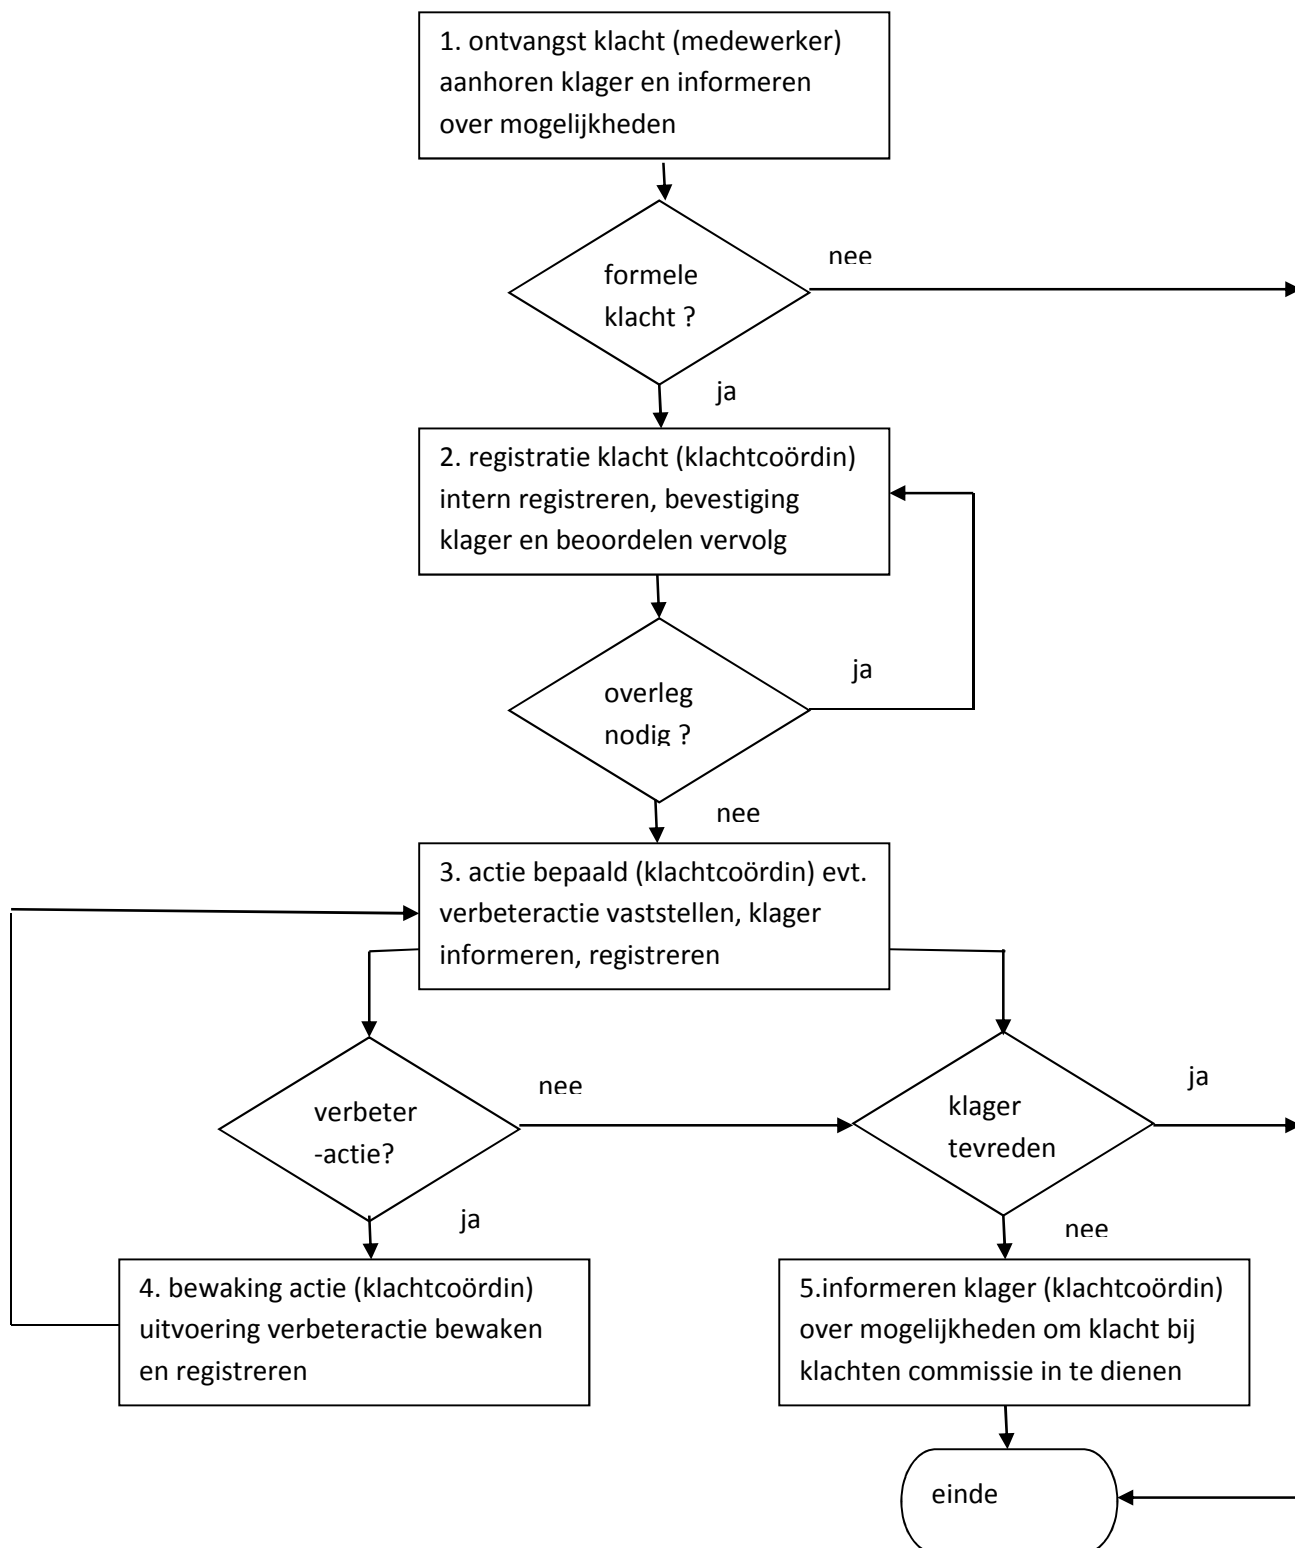 1. ontvangst klacht (medewerker)
aanhoren klager en informeren
over mogelijkheden
nee
formele
klacht ?
ja
2. registratie klacht (klachtcoördin)
intern registreren, bevestiging
klager en beoordelen vervolg
ja
overleg
nodig ?
nee
3. actie bepaald (klachtcoördin) evt.
verbeteractie vaststellen, klager
informeren, registreren
nee
ja
verbeter
-actie?
klager
tevreden
ja
nee
4. bewaking actie (klachtcoördin)
uitvoering verbeteractie bewaken
en registreren
5.informeren klager (klachtcoördin)
over mogelijkheden om klacht bij
klachten commissie in te dienen
einde